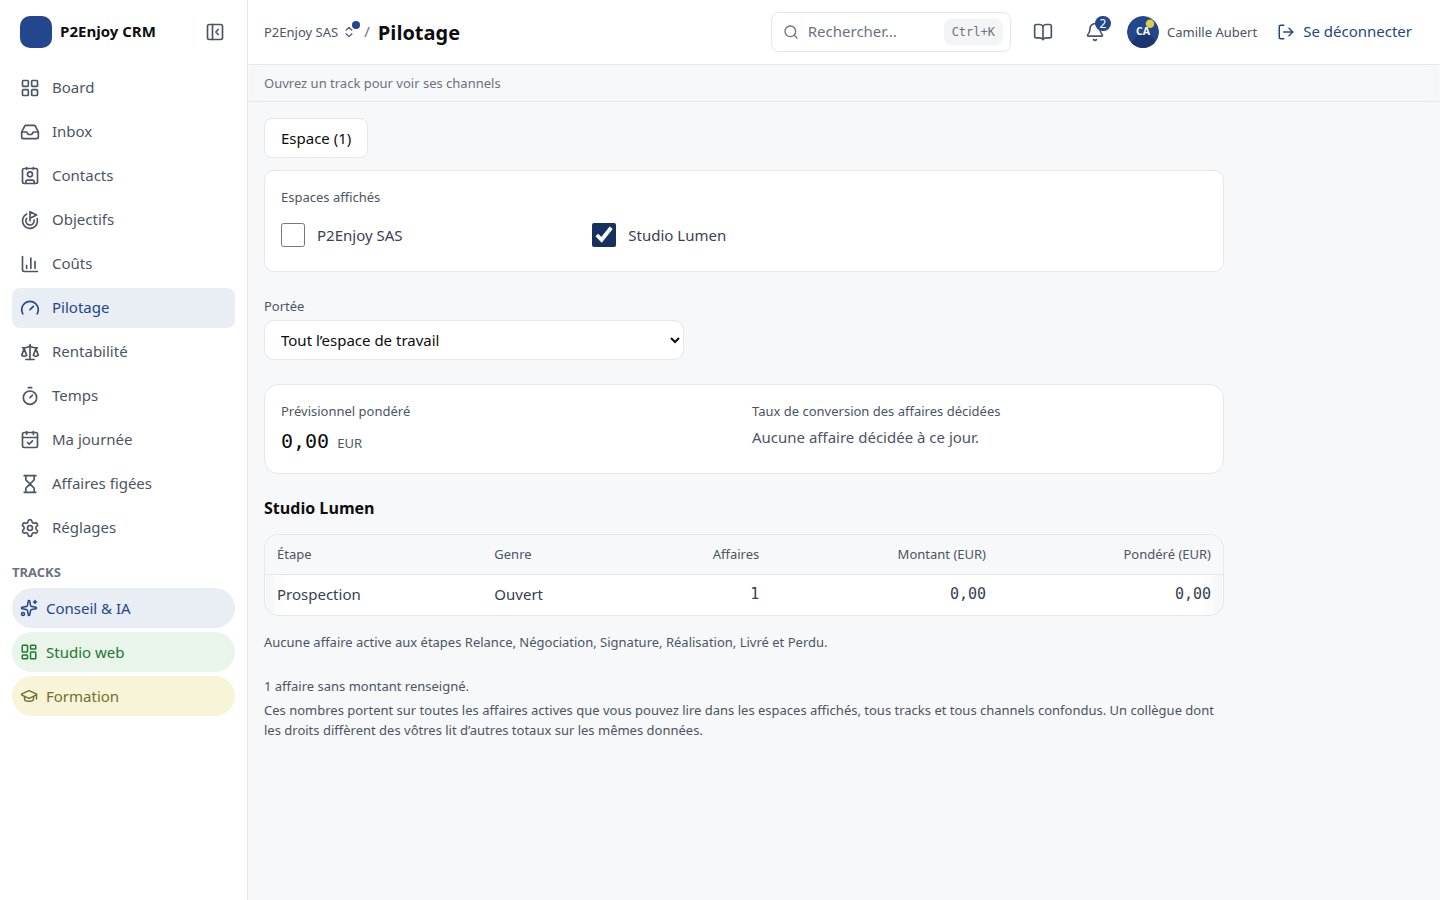 P2Enjoy CRM
Board
Inbox
Contacts
Objectifs
Coûts
Pilotage
Rentabilité
Temps
Ma journée
Affaires figées
Réglages
TRACKS
Conseil & IA
Studio web
Formation
P2Enjoy SAS / Pilotage
Rechercher... Ctrl+K
2
CA Camille Aubert
Se déconnecter
Ouvrez un track pour voir ses channels
Espace (1)
Espaces affichés
P2Enjoy SAS Studio Lumen
Portée
Tout l’espace de travail
Prévisionnel pondéré Taux de conversion des affaires décidées
0,00 EUR Aucune affaire décidée à ce jour.
Studio Lumen
Étape Genre Affaires Montant (EUR) Pondéré (EUR)
Prospection Ouvert 1 0,00 0,00
Aucune affaire active aux étapes Relance, Négociation, Signature, Réalisation, Livré et Perdu.
1 affaire sans montant renseigné.
Ces nombres portent sur toutes les affaires actives que vous pouvez lire dans les espaces affichés, tous tracks et tous channels confondus. Un collègue dont
les droits diffèrent des vôtres lit d’autres totaux sur les mêmes données.